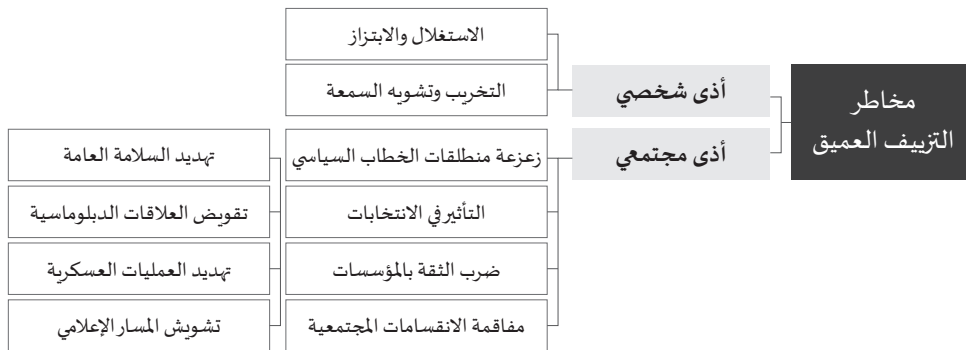 مخاطر
التزييف العميق
أذى شخصي
الاستغلال والابتزاز
التخريب وتشويه السمعة
أذى مجتمعي
زعزعة منطلقات الخطاب السياسي
التأثير في الانتخابات
ضرب الثقة بالمؤسسات
مفاقمة الانقسامات المجتمعية
تهديد السلامة العامة
تقويض العلاقات الدبلوماسية
تهديد العمليات العسكرية
تشويش المسار الإعلامي